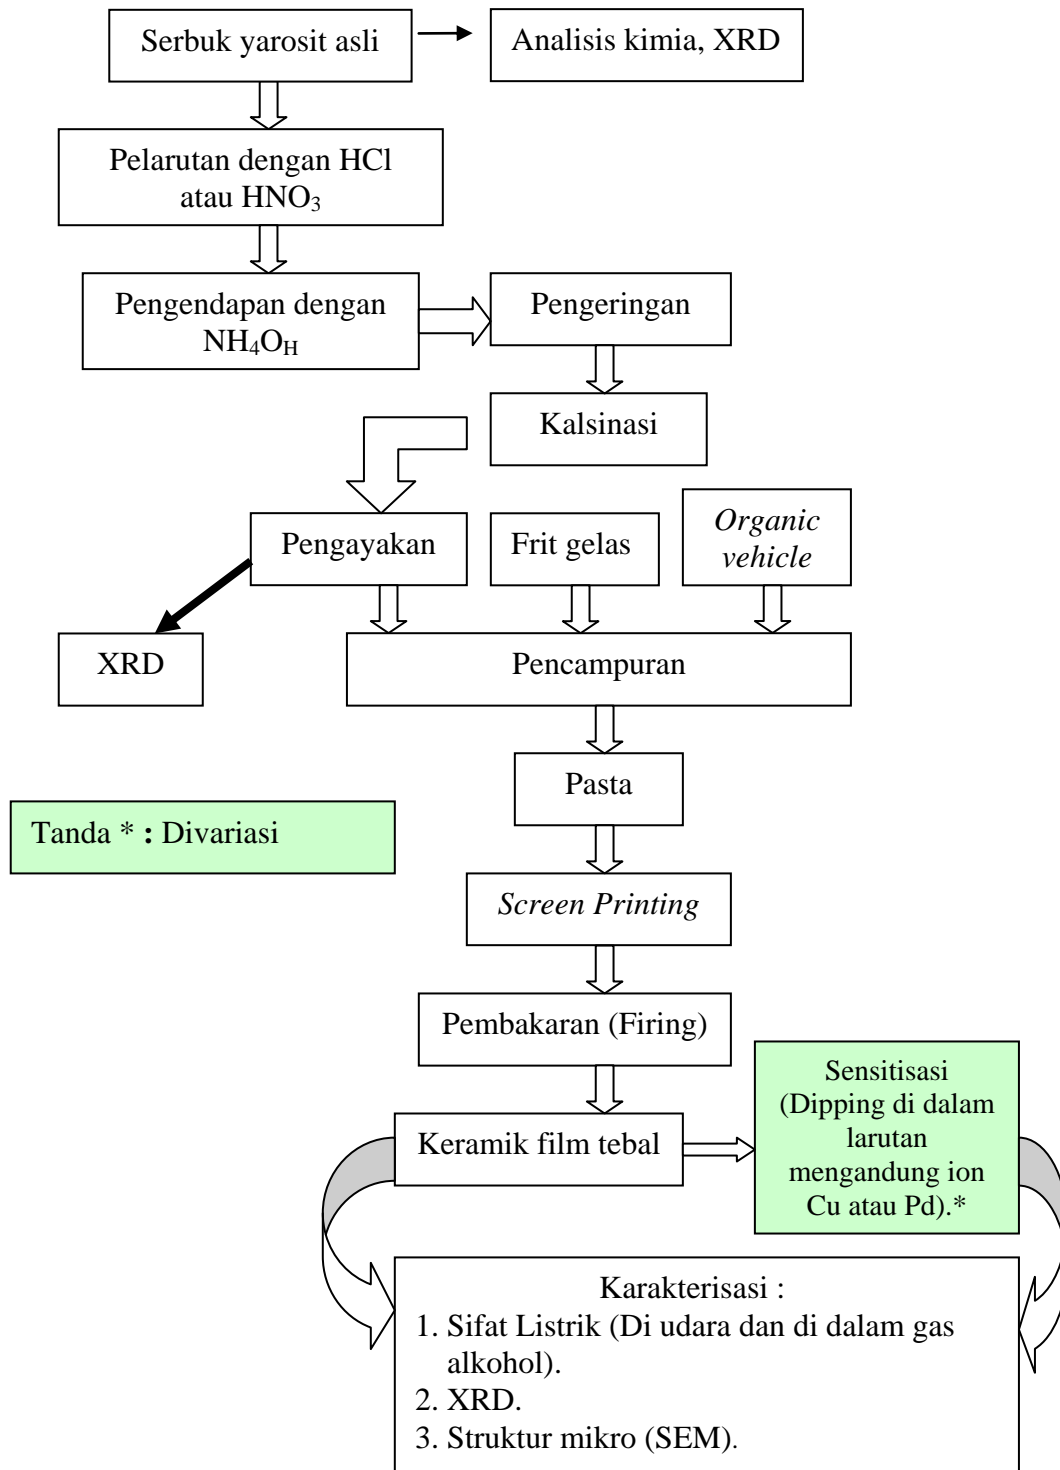 Serbuk yarosit asli
Analisis kimia, XRD
Pelarutan dengan HCl
atau HNO₃
Pengendapan dengan
NH₄O_H
Pengeringan
Kalsinasi
Pengayakan
Frit gelas
Organic
vehicle
XRD
Pencampuran
Pasta
Tanda * : Divariasi
Screen Printing
Pembakaran (Firing)
Keramik film tebal
Sensitisasi
(Dipping di dalam
larutan
mengandung ion
Cu atau Pd).*
Karakterisasi :
1. Sifat Listrik (Di udara dan di dalam gas
alkohol).
2. XRD.
3. Struktur mikro (SEM).